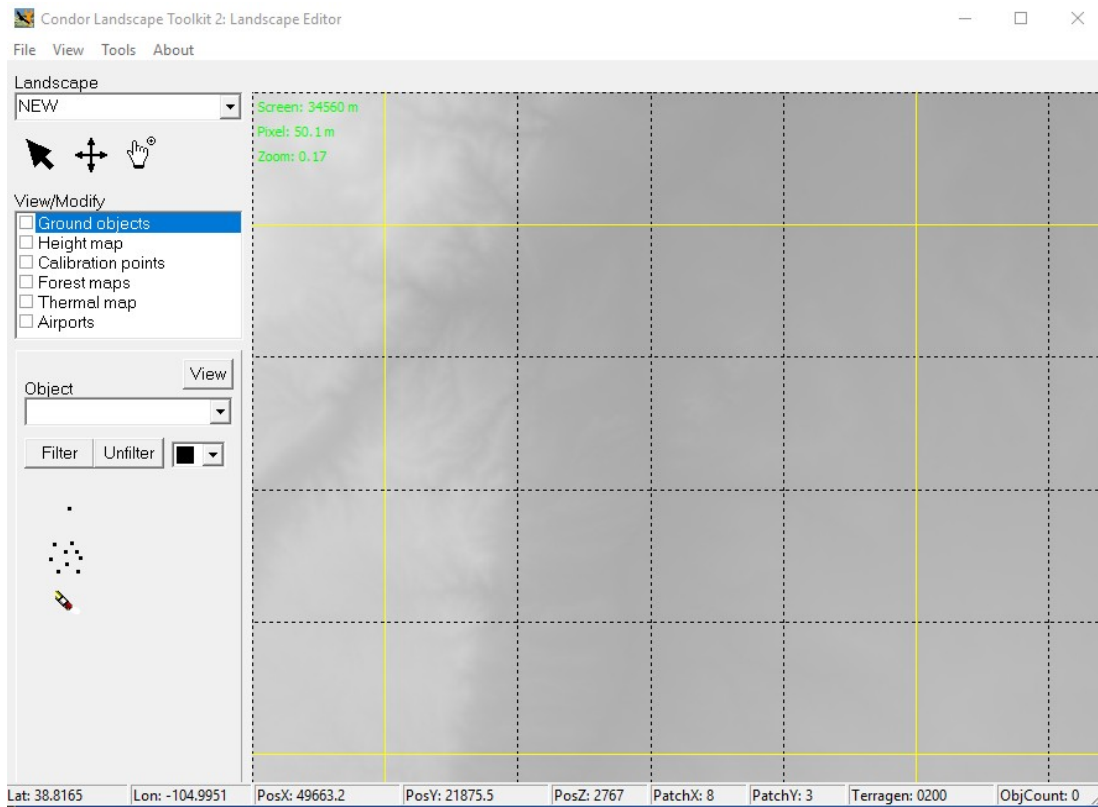 Condor Landscape Toolkit 2: Landscape Editor
File View Tools About
Landscape
NEW
Screen: 34560 m
Pixel: 50.1 m
Zoom: 0.17
View/Modify
Ground objects
Height map
Calibration points
Forest maps
Thermal map
Airports
View
Object
Filter Unfilter
Lat: 38.8165 Lon: -104.9951 PosX: 49663.2 PosY: 21875.5 PosZ: 2767 PatchX: 8 PatchY: 3 Terragen: 0200 ObjCount: 0